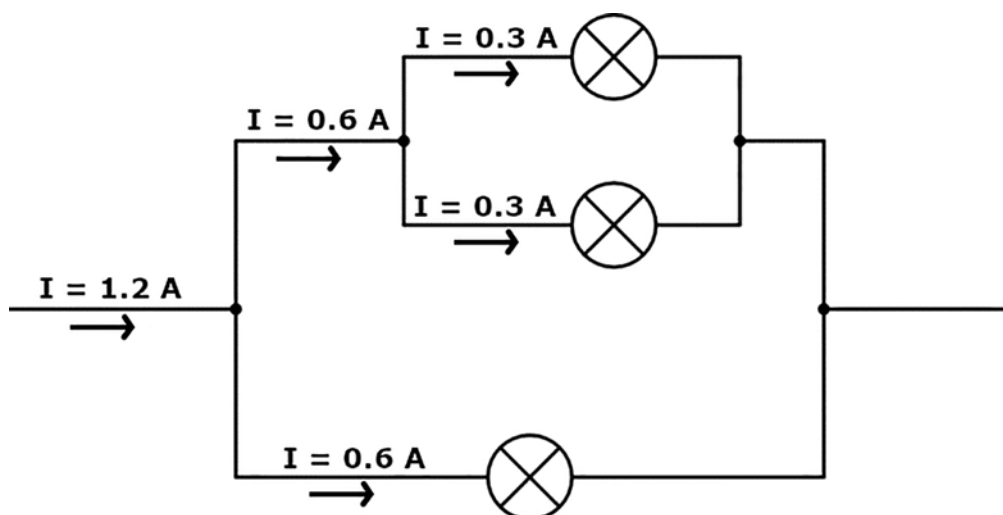 I = 0.3 A
I = 0.6 A
I = 0.3 A
I = 1.2 A
I = 0.6 A